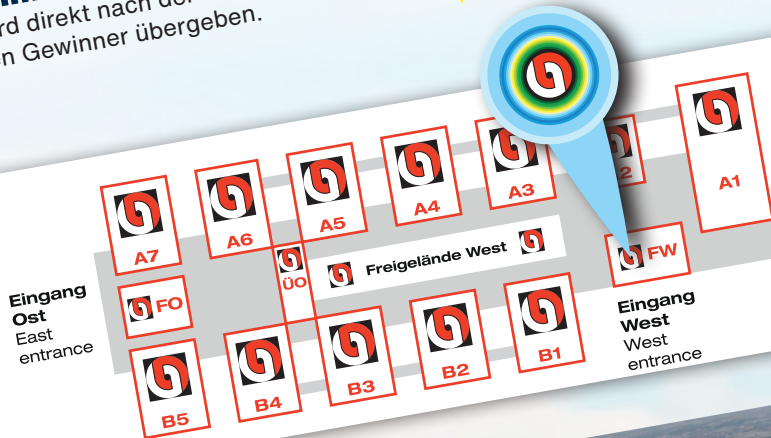 rd direkt nach der
n Gewinner übergeben.
A7
A6
A5
A4
A3
2
A1
FO
ÜO
Freigelände West
FW
Eingang
Ost
East
entrance
Eingang
West
West
entrance
B5
B4
B3
B2
B1